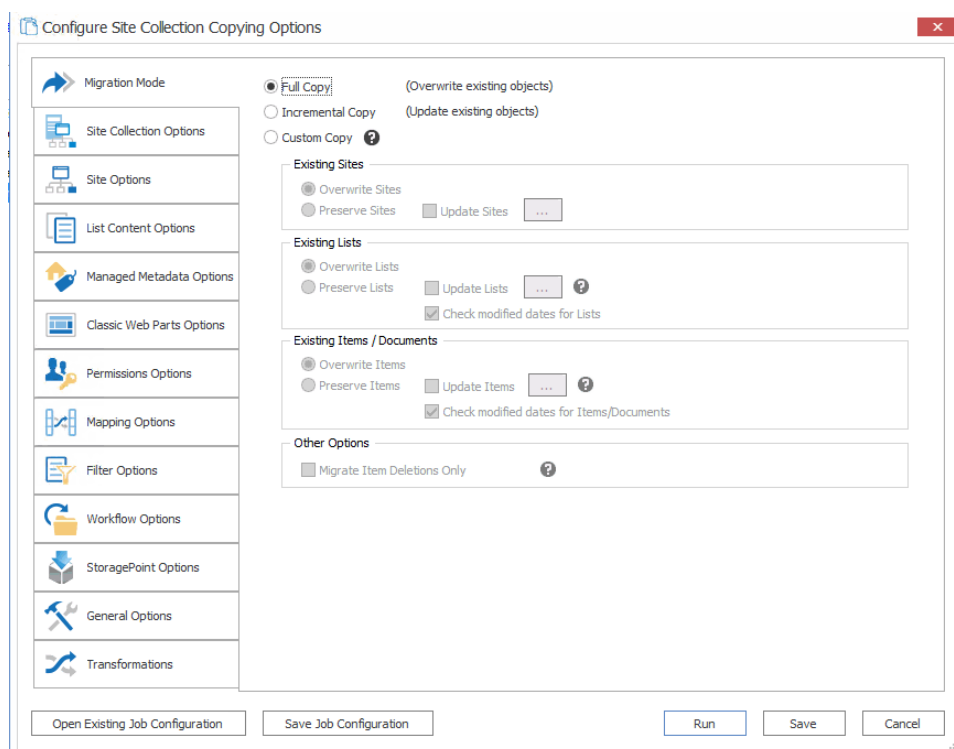 Configure Site Collection Copying Options
Migration Mode
Site Collection Options
Site Options
List Content Options
Managed Metadata Options
Classic Web Parts Options
Permissions Options
Mapping Options
Filter Options
Workflow Options
StoragePoint Options
General Options
Transformations
Full Copy (Overwrite existing objects)
Incremental Copy (Update existing objects)
Custom Copy ?
Existing Sites
Overwrite Sites
Preserve Sites Update Sites ...
Existing Lists
Overwrite Lists
Preserve Lists Update Lists ... ?
Check modified dates for Lists
Existing Items / Documents
Overwrite Items
Preserve Items Update Items ... ?
Check modified dates for Items/Documents
Other Options
Migrate Item Deletions Only ?
Open Existing Job Configuration Save Job Configuration Run Save Cancel